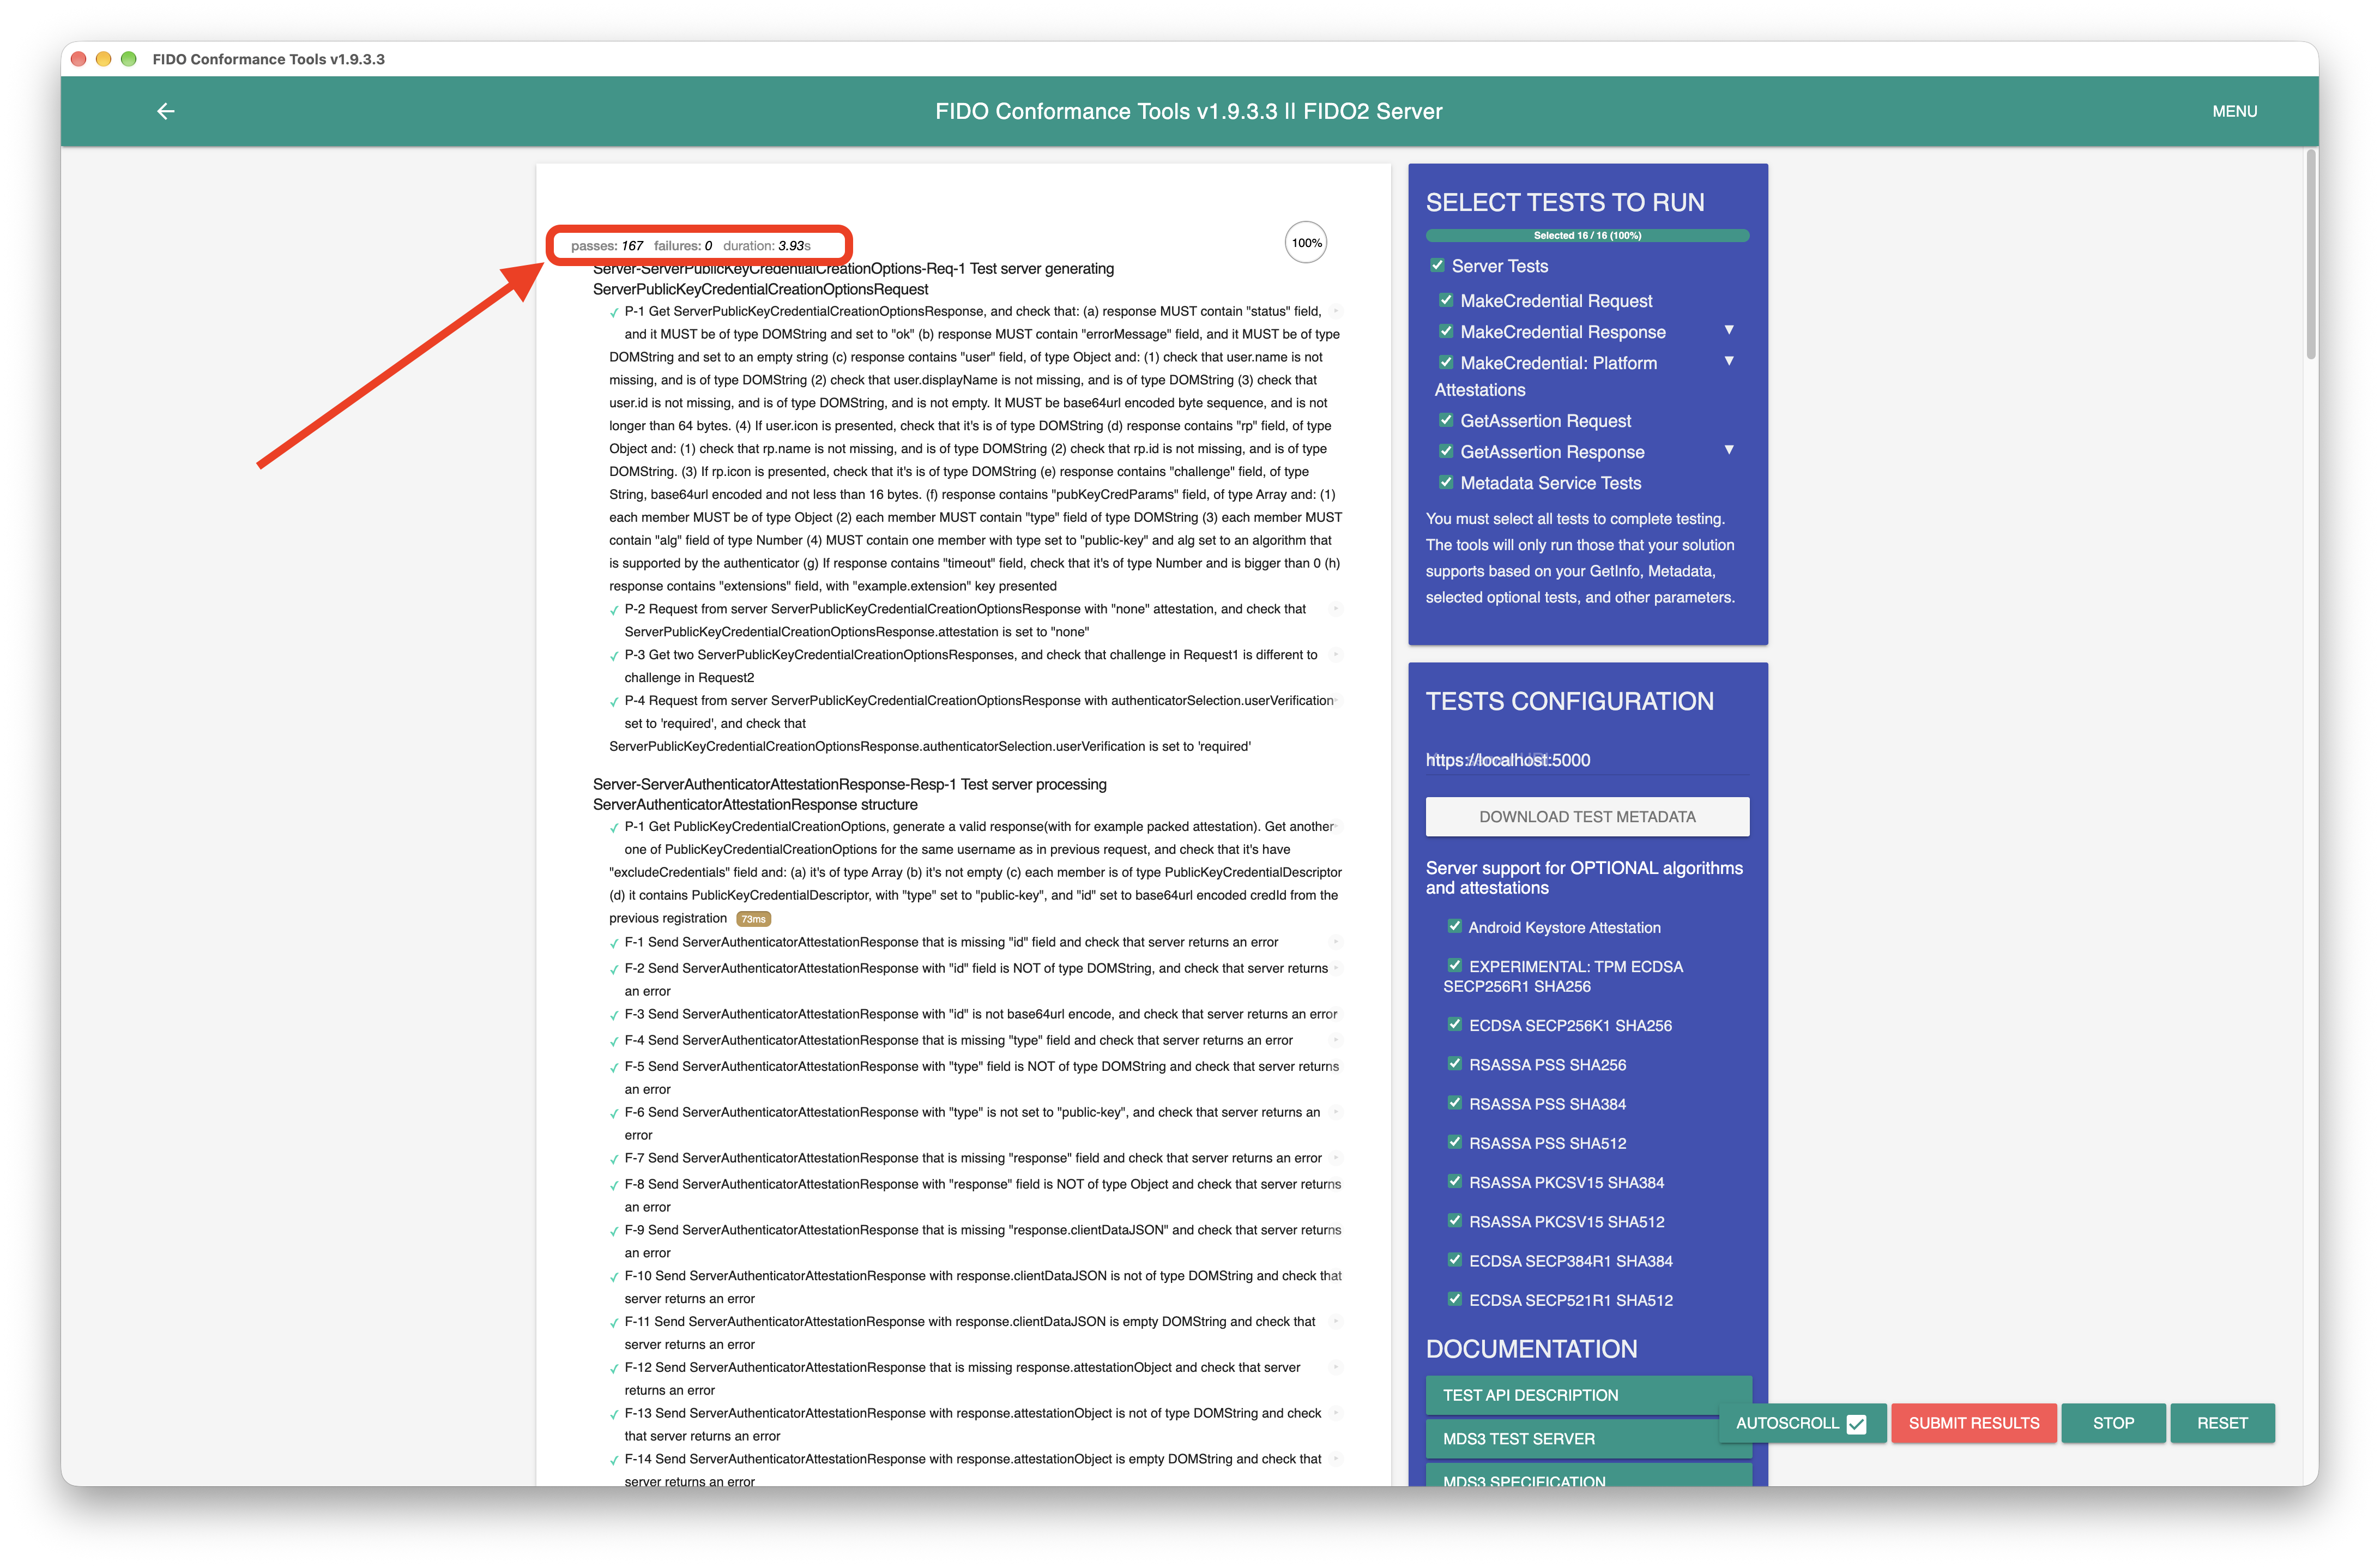 FIDO Conformance Tools v1.9.3.3
FIDO Conformance Tools v1.9.3.3 || FIDO2 Server
MENU
passes: 167 failures: 0 duration: 3.93s
100%
Server-ServerPublicKeyCredentialCreationOptions-Req-1 Test server generating
ServerPublicKeyCredentialCreationOptionsRequest
✓ P-1 Get ServerPublicKeyCredentialCreationOptionsResponse, and check that: (a) response MUST contain "status" field,
and it MUST be of type DOMString and set to "ok" (b) response MUST contain "errorMessage" field, and it MUST be of type
DOMString and set to an empty string (c) response contains "user" field, of type Object and: (1) check that user.name is not
missing, and is of type DOMString (2) check that user.displayName is not missing, and is of type DOMString (3) check that
user.id is not missing, and is of type DOMString, and is not empty. It MUST be base64url encoded byte sequence, and is not
longer than 64 bytes. (4) If user.icon is presented, check that it's is of type DOMString (d) response contains "rp" field, of type
Object and: (1) check that rp.name is not missing, and is of type DOMString (2) check that rp.id is not missing, and is of type
DOMString. (3) If rp.icon is presented, check that it's is of type DOMString (e) response contains "challenge" field, of type
String, base64url encoded and not less than 16 bytes. (f) response contains "pubKeyCredParams" field, of type Array and: (1)
each member MUST be of type Object (2) each member MUST contain "type" field of type DOMString (3) each member MUST
contain "alg" field of type Number (4) MUST contain one member with type set to "public-key" and alg set to an algorithm that
is supported by the authenticator (g) If response contains "timeout" field, check that it's of type Number and is bigger than 0 (h)
response contains "extensions" field, with "example.extension" key presented
✓ P-2 Request from server ServerPublicKeyCredentialCreationOptionsResponse with "none" attestation, and check that
ServerPublicKeyCredentialCreationOptionsResponse.attestation is set to "none"
✓ P-3 Get two ServerPublicKeyCredentialCreationOptionsResponses, and check that challenge in Request1 is different to
challenge in Request2
✓ P-4 Request from server ServerPublicKeyCredentialCreationOptionsResponse with authenticatorSelection.userVerification
set to 'required', and check that
ServerPublicKeyCredentialCreationOptionsResponse.authenticatorSelection.userVerification is set to 'required'
Server-ServerAuthenticatorAttestationResponse-Resp-1 Test server processing
ServerAuthenticatorAttestationResponse structure
✓ P-1 Get PublicKeyCredentialCreationOptions, generate a valid response(with for example packed attestation). Get another
one of PublicKeyCredentialCreationOptions for the same username as in previous request, and check that it's have
"excludeCredentials" field and: (a) it's of type Array (b) it's not empty (c) each member is of type PublicKeyCredentialDescriptor
(d) it contains PublicKeyCredentialDescriptor, with "type" set to "public-key", and "id" set to base64url encoded credId from the
previous registration 73ms
✓ F-1 Send ServerAuthenticatorAttestationResponse that is missing "id" field and check that server returns an error
✓ F-2 Send ServerAuthenticatorAttestationResponse with "id" field is NOT of type DOMString, and check that server returns
an error
✓ F-3 Send ServerAuthenticatorAttestationResponse with "id" is not base64url encode, and check that server returns an error
✓ F-4 Send ServerAuthenticatorAttestationResponse that is missing "type" field and check that server returns an error
✓ F-5 Send ServerAuthenticatorAttestationResponse with "type" field is NOT of type DOMString and check that server returns
an error
✓ F-6 Send ServerAuthenticatorAttestationResponse with "type" is not set to "public-key", and check that server returns an
error
✓ F-7 Send ServerAuthenticatorAttestationResponse that is missing "response" field and check that server returns an error
✓ F-8 Send ServerAuthenticatorAttestationResponse with "response" field is NOT of type Object and check that server returns
an error
✓ F-9 Send ServerAuthenticatorAttestationResponse that is missing "response.clientDataJSON" and check that server returns
an error
✓ F-10 Send ServerAuthenticatorAttestationResponse with response.clientDataJSON is not of type DOMString and check that
server returns an error
✓ F-11 Send ServerAuthenticatorAttestationResponse with response.clientDataJSON is empty DOMString and check that
server returns an error
✓ F-12 Send ServerAuthenticatorAttestationResponse that is missing response.attestationObject and check that server
returns an error
✓ F-13 Send ServerAuthenticatorAttestationResponse with response.attestationObject is not of type DOMString and check
that server returns an error
✓ F-14 Send ServerAuthenticatorAttestationResponse with response.attestationObject is empty DOMString and check that
server returns an error
SELECT TESTS TO RUN
Selected 16 / 16 (100%)
Server Tests
MakeCredential Request
MakeCredential Response
MakeCredential: Platform
Attestations
GetAssertion Request
GetAssertion Response
Metadata Service Tests
You must select all tests to complete testing.
The tools will only run those that your solution
supports based on your GetInfo, Metadata,
selected optional tests, and other parameters.
TESTS CONFIGURATION
https://localhost:5000
DOWNLOAD TEST METADATA
Server support for OPTIONAL algorithms
and attestations
Android Keystore Attestation
EXPERIMENTAL: TPM ECDSA
SECP256R1 SHA256
ECDSA SECP256K1 SHA256
RSASSA PSS SHA256
RSASSA PSS SHA384
RSASSA PSS SHA512
RSASSA PKCSV15 SHA384
RSASSA PKCSV15 SHA512
ECDSA SECP384R1 SHA384
ECDSA SECP521R1 SHA512
DOCUMENTATION
TEST API DESCRIPTION
MDS3 TEST SERVER
MDS3 SPECIFICATION
AUTOSCROLL
SUBMIT RESULTS
STOP
RESET